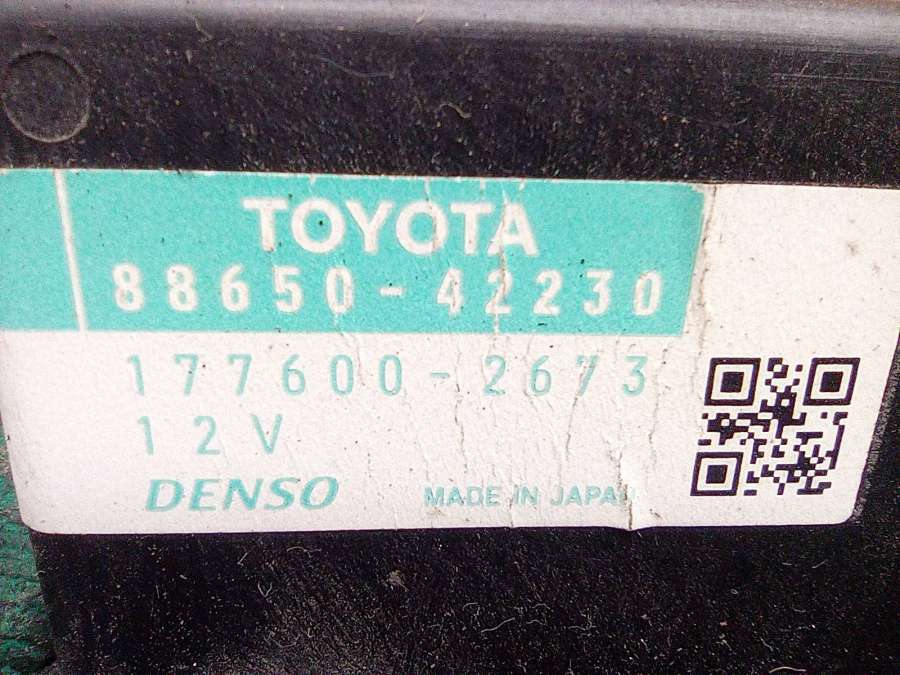 TOYOTA
88650-42230
177600-2673
12V
DENSO MADE IN JAPAN